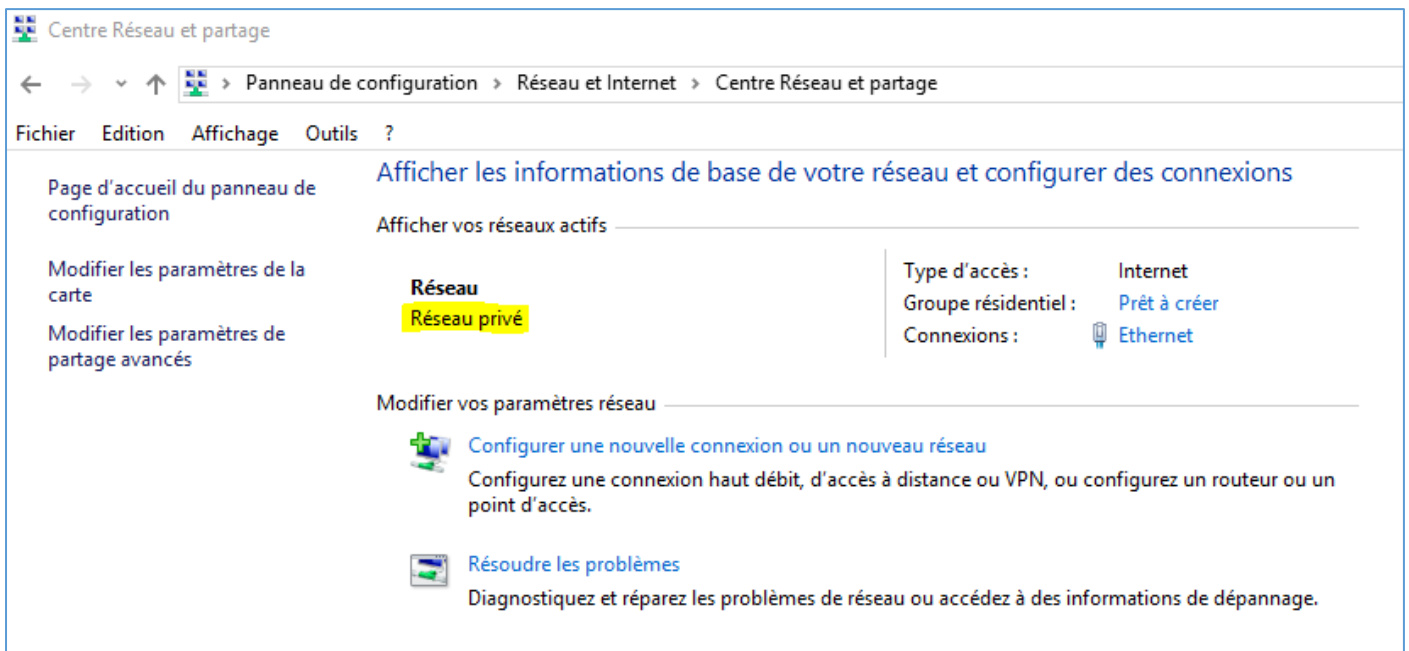 Centre Réseau et partage
Panneau de configuration > Réseau et Internet > Centre Réseau et partage
Fichier Edition Affichage Outils ?
Page d'accueil du panneau de
configuration
Modifier les paramètres de la
carte
Modifier les paramètres de
partage avancés
Afficher les informations de base de votre réseau et configurer des connexions
Afficher vos réseaux actifs
Réseau
Réseau privé
Type d'accès : Internet
Groupe résidentiel : Prêt à créer
Connexions : Ethernet
Modifier vos paramètres réseau
Configurer une nouvelle connexion ou un nouveau réseau
Configurez une connexion haut débit, d'accès à distance ou VPN, ou configurez un routeur ou un
point d'accès.
Résoudre les problèmes
Diagnostiquez et réparez les problèmes de réseau ou accédez à des informations de dépannage.